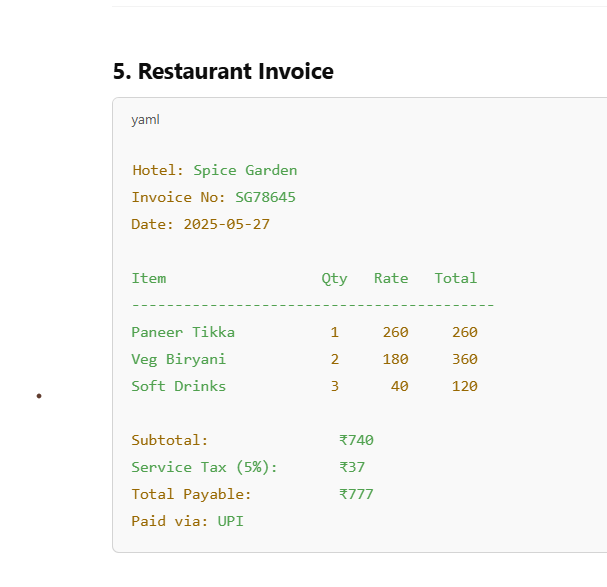 5. Restaurant Invoice
yaml
Hotel: Spice Garden
Invoice No: SG78645
Date: 2025-05-27
Item Qty Rate Total
------------------------------------------
Paneer Tikka 1 260 260
Veg Biryani 2 180 360
Soft Drinks 3 40 120
Subtotal: ₹740
Service Tax (5%): ₹37
Total Payable: ₹777
Paid via: UPI